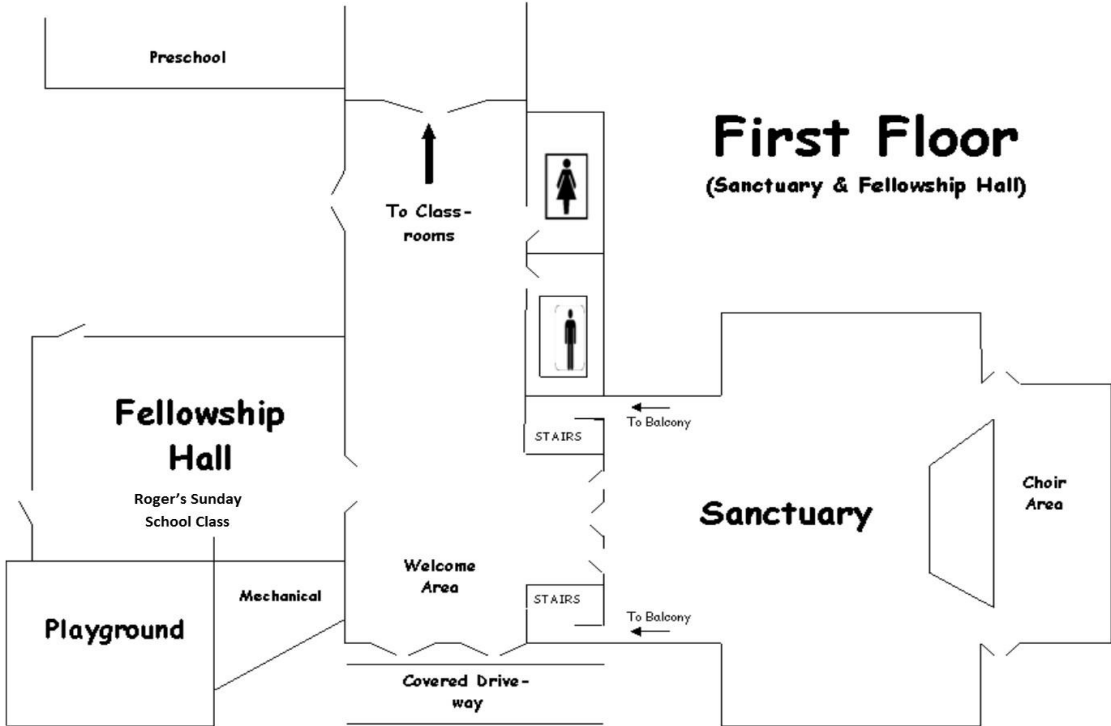 Preschool
First Floor
(Sanctuary & Fellowship Hall)
To Class-
rooms
Fellowship
Hall
Roger's Sunday
School Class
To Balcony
STAIRS
Sanctuary
Choir
Area
Welcome
Area
Mechanical
Playground
STAIRS
To Balcony
Covered Drive-
way